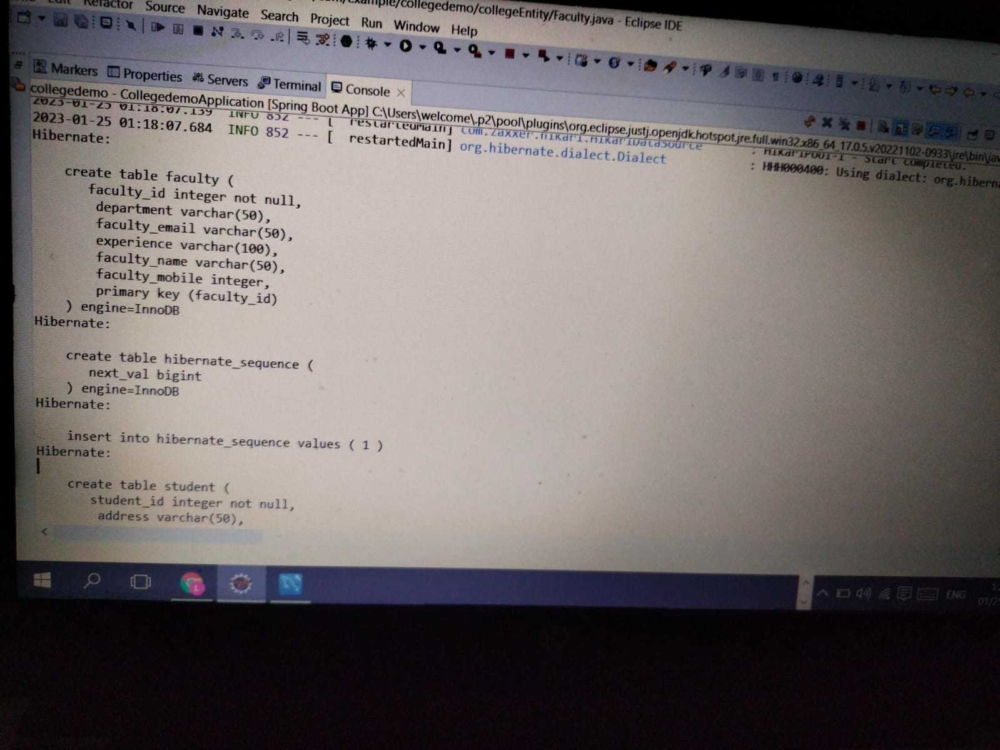 Refactor Source Navigate Search Project Run Window Help
/collegedemo/collegeEntity/Faculty.java - Eclipse IDE
Markers Properties Servers Terminal Console
collegedemo - CollegedemoApplication [Spring Boot App] C:\Users\welcome\.p2\pool\plugins\org.eclipse.justj.openjdk.hotspot.jre.full.win32.x86_64_17.0.5.v20221102-0933\jre\bin\jav
2023-01-25 01:18:07.139 INFO 852 --- [ restartedMain] com.zaxxer.hikari.HikariDataSource : HikariPool-1 - Start completed.
2023-01-25 01:18:07.684 INFO 852 --- [ restartedMain] org.hibernate.dialect.Dialect : HHH000400: Using dialect: org.hiberna
Hibernate:
create table faculty (
faculty_id integer not null,
department varchar(50),
faculty_email varchar(50),
experience varchar(100),
faculty_name varchar(50),
faculty_mobile integer,
primary key (faculty_id)
) engine=InnoDB
Hibernate:
create table hibernate_sequence (
next_val bigint
) engine=InnoDB
Hibernate:
insert into hibernate_sequence values ( 1 )
Hibernate:
create table student (
student_id integer not null,
address varchar(50),
ENG